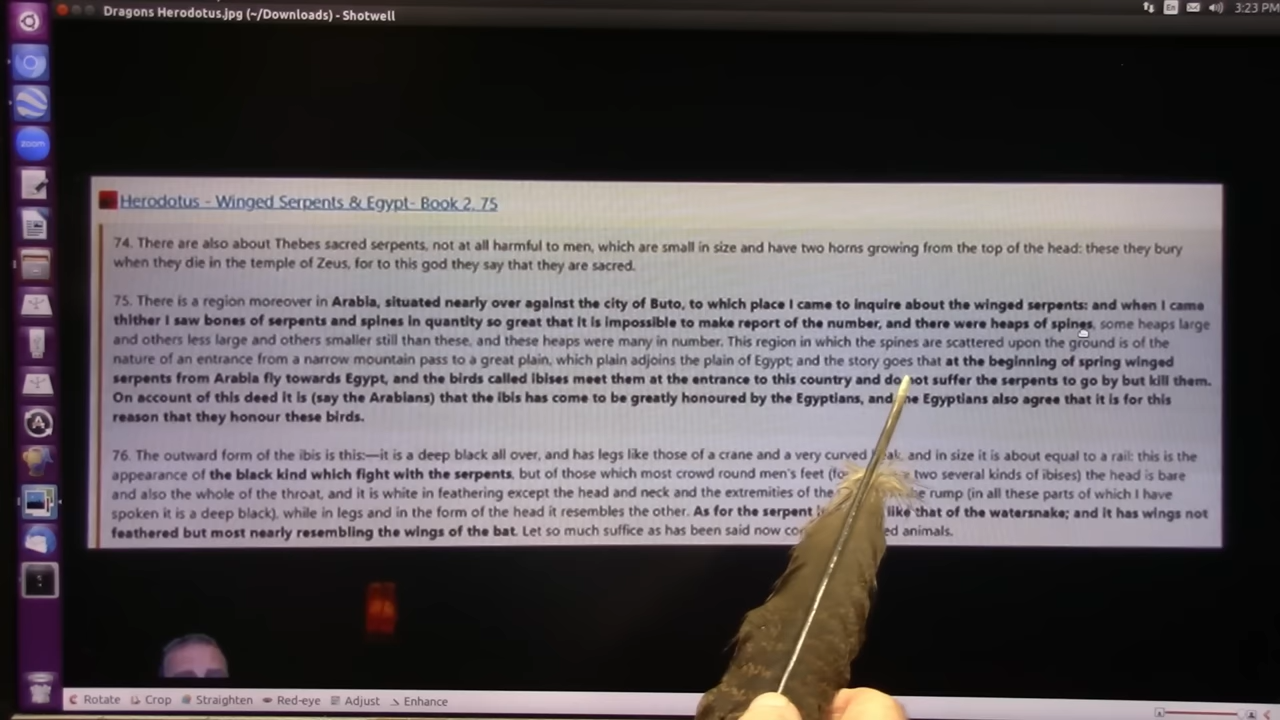 Dragons Herodotus.jpg (~/Downloads) - Shotwell
En
3:23 PM
zoom
Herodotus - Winged Serpents & Egypt- Book 2. 75
74. There are also about Thebes sacred serpents, not at all harmful to men, which are small in size and have two horns growing from the top of the head: these they bury
when they die in the temple of Zeus, for to this god they say that they are sacred.
75. There is a region moreover in Arabia, situated nearly over against the city of Buto, to which place I came to inquire about the winged serpents: and when I came
thither I saw bones of serpents and spines in quantity so great that it is impossible to make report of the number, and there were heaps of spines, some heaps large
and others less large and others smaller still than these, and these heaps were many in number. This region in which the spines are scattered upon the ground is of the
nature of an entrance from a narrow mountain pass to a great plain, which plain adjoins the plain of Egypt; and the story goes that at the beginning of spring winged
serpents from Arabia fly towards Egypt, and the birds called ibises meet them at the entrance to this country and do not suffer the serpents to go by but kill them.
On account of this deed it is (say the Arabians) that the ibis has come to be greatly honoured by the Egyptians, and Egyptians also agree that it is for this
reason that they honour these birds.
76. The outward form of the ibis is this:—it is a deep black all over, and has legs like those of a crane and a very curved and in size it is about equal to a rail: this is the
appearance of the black kind which fight with the serpents, but of those which most crowd round men's feet two several kinds of ibises) the head is bare
and also the whole of the throat, and it is white in feathering except the head and neck and the extremities of the rump (in all these parts of which I have
spoken it is a deep black), while in legs and in the form of the head it resembles the other. As for the serpent like that of the watersnake; and it has wings not
feathered but most nearly resembling the wings of the bat. Let so much suffice as has been said now animals.
Rotate Crop Straighten Red-eye Adjust Enhance